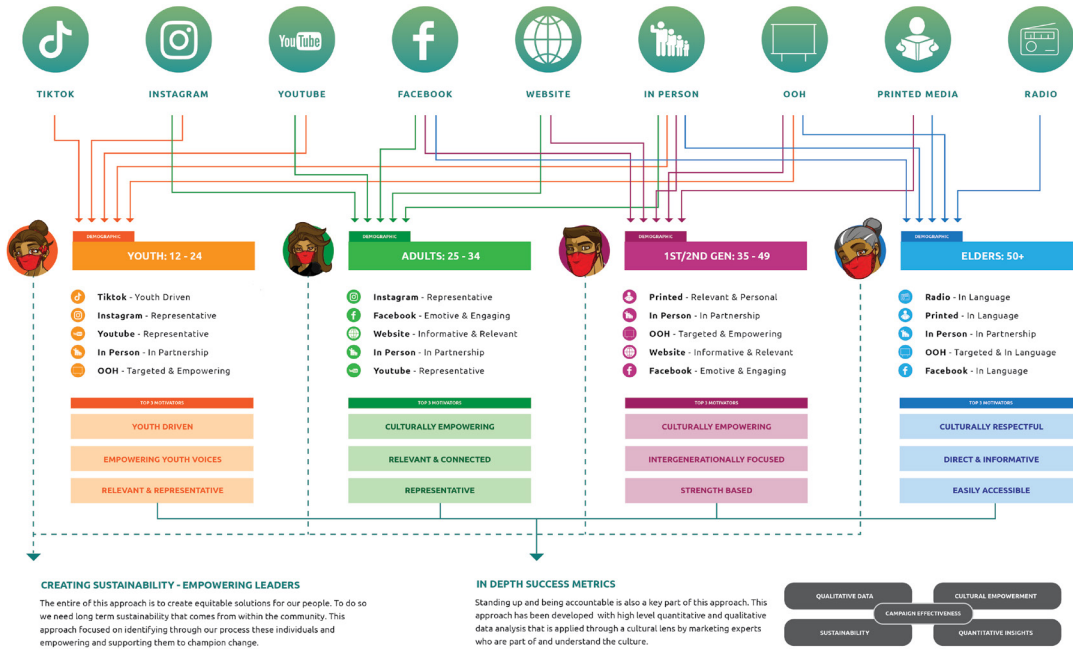 You Tube
TIKTOK
INSTAGRAM
YOUTUBE
FACEBOOK
WEBSITE
IN PERSON
OOH
PRINTED MEDIA
RADIO
DEMOGRAPHIC
YOUTH: 12 - 24
Tiktok - Youth Driven
Instagram - Representative
Youtube - Representative
In Person - In Partnership
OOH - Targeted & Empowering
TOP 3 MOTIVATORS
YOUTH DRIVEN
EMPOWERING YOUTH VOICES
RELEVANT & REPRESENTATIVE
DEMOGRAPHIC
ADULTS: 25 - 34
Instagram - Representative
Facebook - Emotive & Engaging
Website - Informative & Relevant
In Person - In Partnership
Youtube - Representative
TOP 3 MOTIVATORS
CULTURALLY EMPOWERING
RELEVANT & CONNECTED
REPRESENTATIVE
DEMOGRAPHIC
1ST/2ND GEN: 35 - 49
Printed - Relevant & Personal
In Person - In Partnership
OOH - Targeted & Empowering
Website - Informative & Relevant
Facebook - Emotive & Engaging
TOP 3 MOTIVATORS
CULTURALLY EMPOWERING
INTERGENERATIONALLY FOCUSED
STRENGTH BASED
DEMOGRAPHIC
ELDERS: 50+
Radio - In Language
Printed - In Language
In Person - In Partnership
OOH - Targeted & In Language
Facebook - In Language
TOP 3 MOTIVATORS
CULTURALLY RESPECTFUL
DIRECT & INFORMATIVE
EASILY ACCESSIBLE
CREATING SUSTAINABILITY - EMPOWERING LEADERS
The entire of this approach is to create equitable solutions for our people. To do so
we need long term sustainability that comes from within the community. This
approach focused on identifying through our process these individuals and
empowering and supporting them to champion change.
IN DEPTH SUCCESS METRICS
Standing up and being accountable is also a key part of this approach. This
approach has been developed with high level quantitative and qualitative
data analysis that is applied through a cultural lens by marketing experts
who are part of and understand the culture.
QUALITATIVE DATA
CULTURAL EMPOWERMENT
CAMPAIGN EFFECTIVENESS
SUSTAINABILITY
QUANTITATIVE INSIGHTS